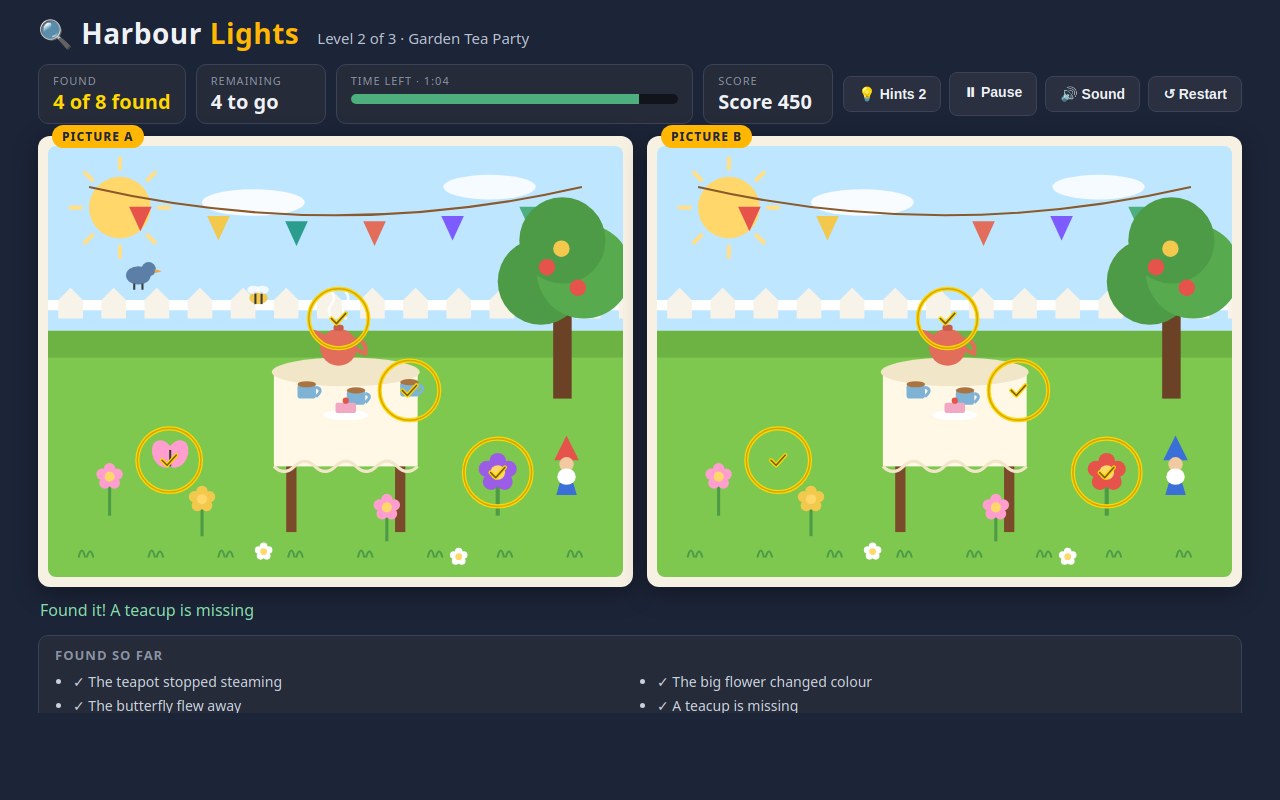 🔍 Harbour Lights Level 2 of 3 · Garden Tea Party
FOUND
4 of 8 found
REMAINING
4 to go
TIME LEFT · 1:04
SCORE
Score 450
💡 Hints 2
⏸ Pause
🔊 Sound
↺ Restart
PICTURE A
PICTURE B
Found it! A teacup is missing
FOUND SO FAR
• ✓ The teapot stopped steaming
• ✓ The big flower changed colour
• ✓ The butterfly flew away
• ✓ A teacup is missing